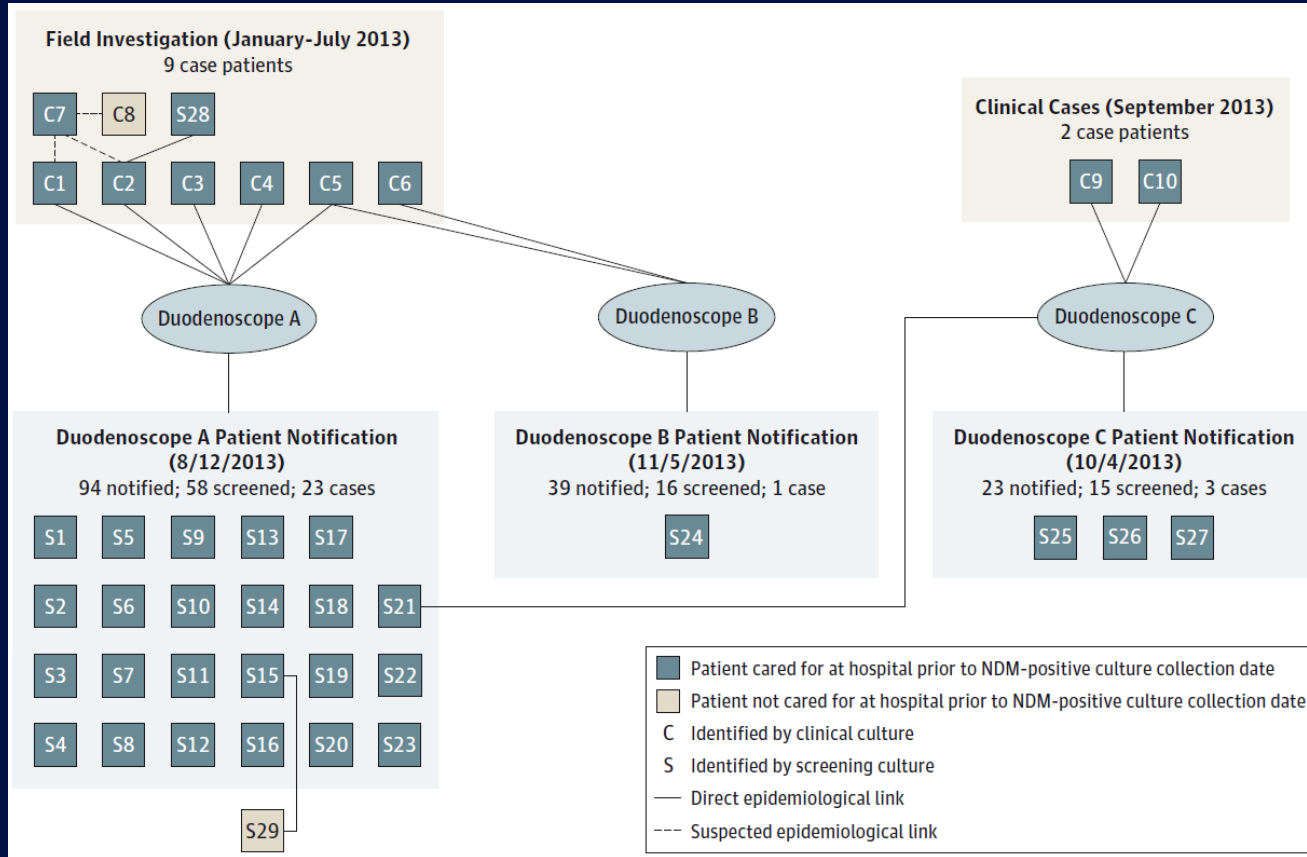 Field Investigation (January-July 2013)
9 case patients
C7 C8 S28
C1 C2 C3 C4 C5 C6
Clinical Cases (September 2013)
2 case patients
C9 C10
Duodenoscope A
Duodenoscope B
Duodenoscope C
Duodenoscope A Patient Notification
(8/12/2013)
94 notified; 58 screened; 23 cases
S1 S5 S9 S13 S17
S2 S6 S10 S14 S18 S21
S3 S7 S11 S15 S19 S22
S4 S8 S12 S16 S20 S23
S29
Duodenoscope B Patient Notification
(11/5/2013)
39 notified; 16 screened; 1 case
S24
Duodenoscope C Patient Notification
(10/4/2013)
23 notified; 15 screened; 3 cases
S25 S26 S27
Patient cared for at hospital prior to NDM-positive culture collection date
Patient not cared for at hospital prior to NDM-positive culture collection date
C Identified by clinical culture
S Identified by screening culture
Direct epidemiological link
Suspected epidemiological link